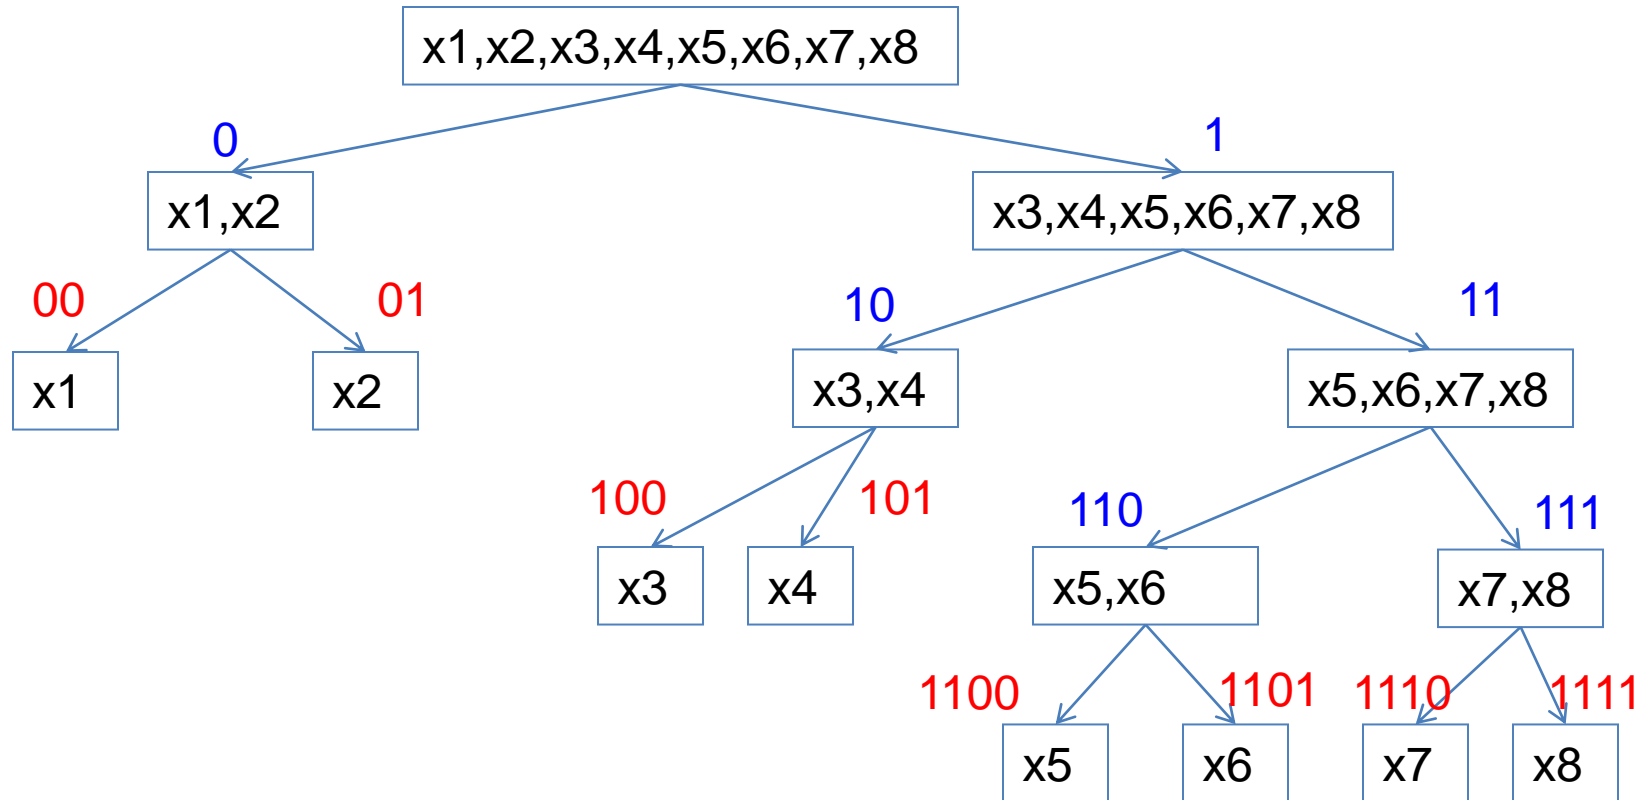 x1,x2,x3,x4,x5,x6,x7,x8
0
1
x1,x2
x3,x4,x5,x6,x7,x8
00
01
10
11
x1
x2
x3,x4
x5,x6,x7,x8
100
101
110
111
x3
x4
x5,x6
x7,x8
1100
1101
1110
1111
x5
x6
x7
x8